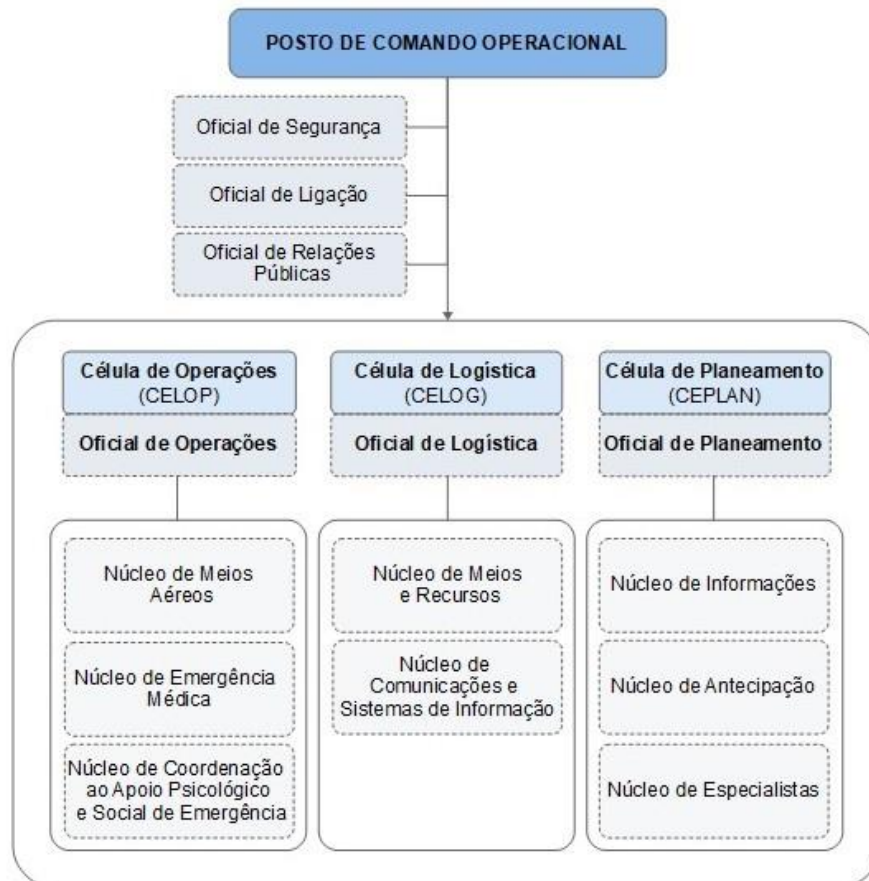 POSTO DE COMANDO OPERACIONAL
Oficial de Segurança
Oficial de Ligação
Oficial de Relações
Públicas
Célula de Operações
(CELOP)
Oficial de Operações
Célula de Logística
(CELOG)
Oficial de Logística
Célula de Planeamento
(CEPLAN)
Oficial de Planeamento
Núcleo de Meios
Aéreos
Núcleo de Emergência
Médica
Núcleo de Coordenação
ao Apoio Psicológico
e Social de Emergência
Núcleo de Meios
e Recursos
Núcleo de
Comunicações e
Sistemas de Informação
Núcleo de Informações
Núcleo de Antecipação
Núcleo de Especialistas